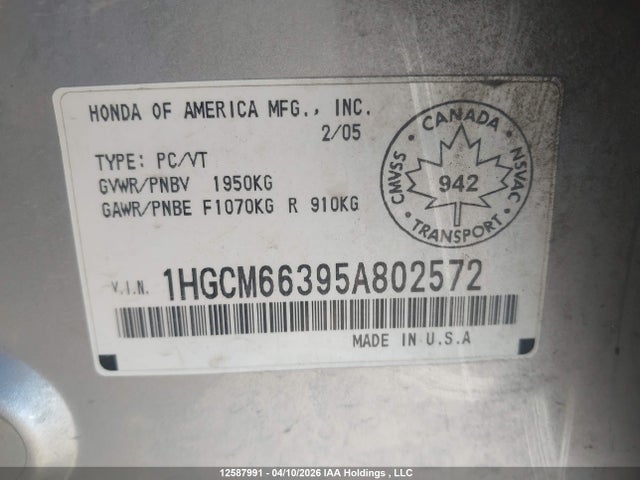 HONDA OF AMERICA MFG., INC.
2/05
TYPE: PC/VT
GVWR/PNBV 1950KG
GAWR/PNBE F1070KG R 910KG
CANADA
CMVSS
NSVAC
942
TRANSPORT
V.I.N. 1HGCM66395A802572
MADE IN U.S.A
12587991 - 04/10/2026 IAA Holdings , LLC